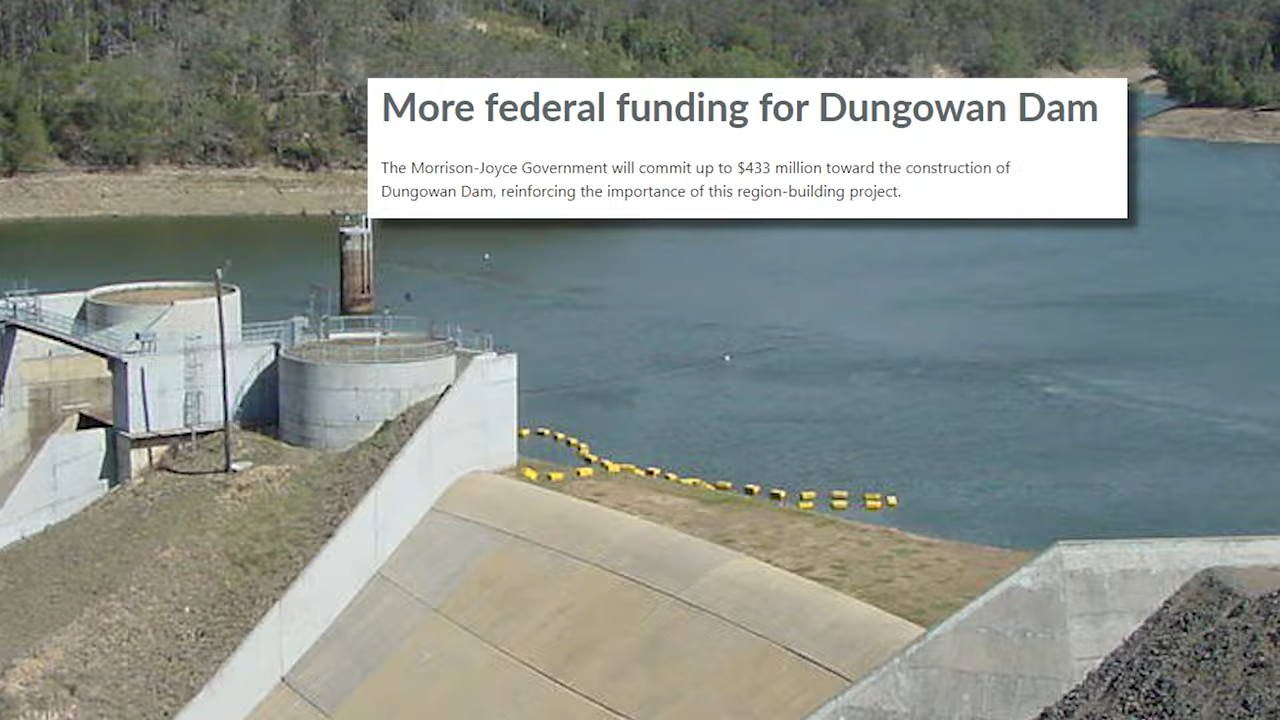 More federal funding for Dungowan Dam
The Morrison-Joyce Government will commit up to $433 million toward the construction of
Dungowan Dam, reinforcing the importance of this region-building project.